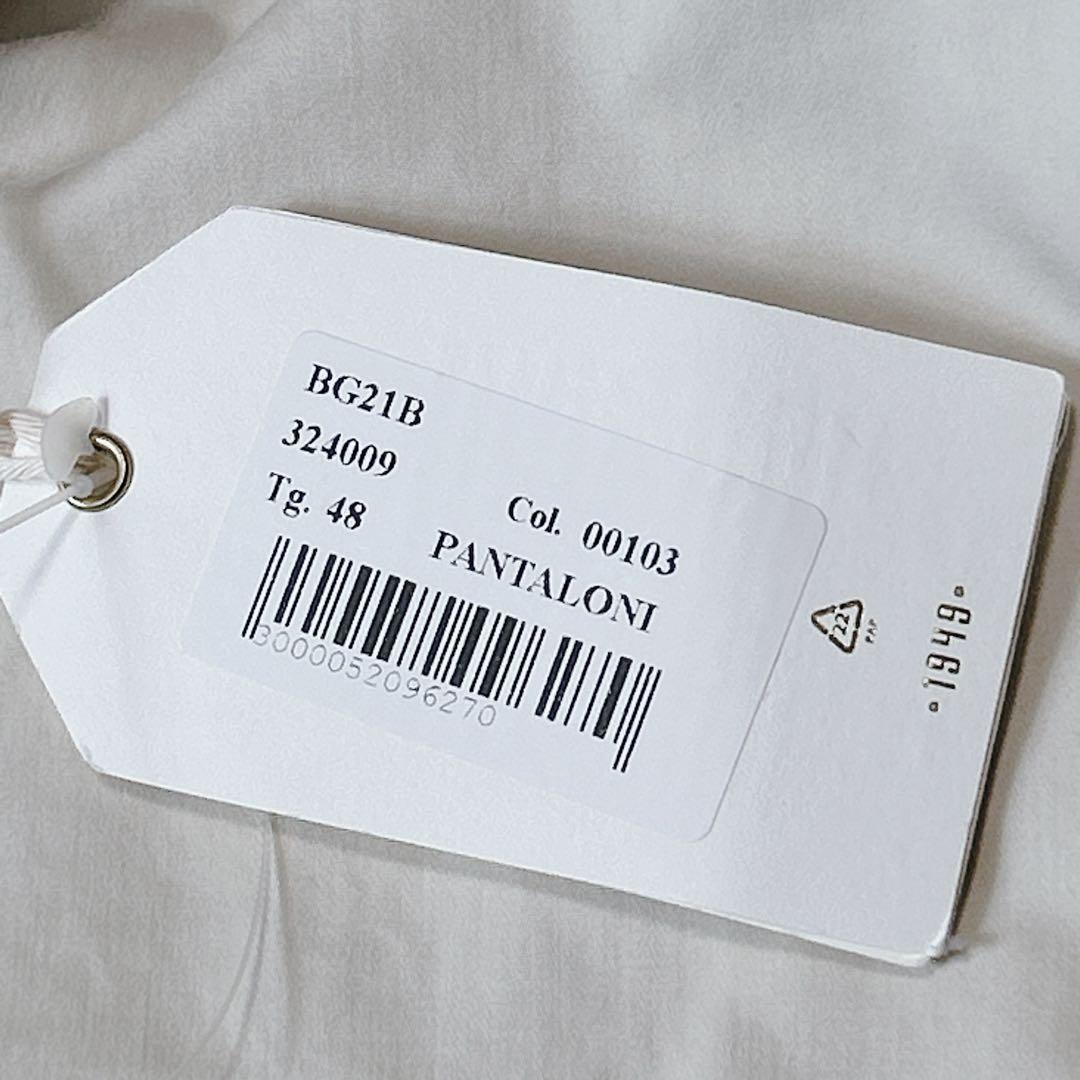 BG21B
324009
Tg. 48 Col. 00103
PANTALONI
3000052096270
22
PAP
1949